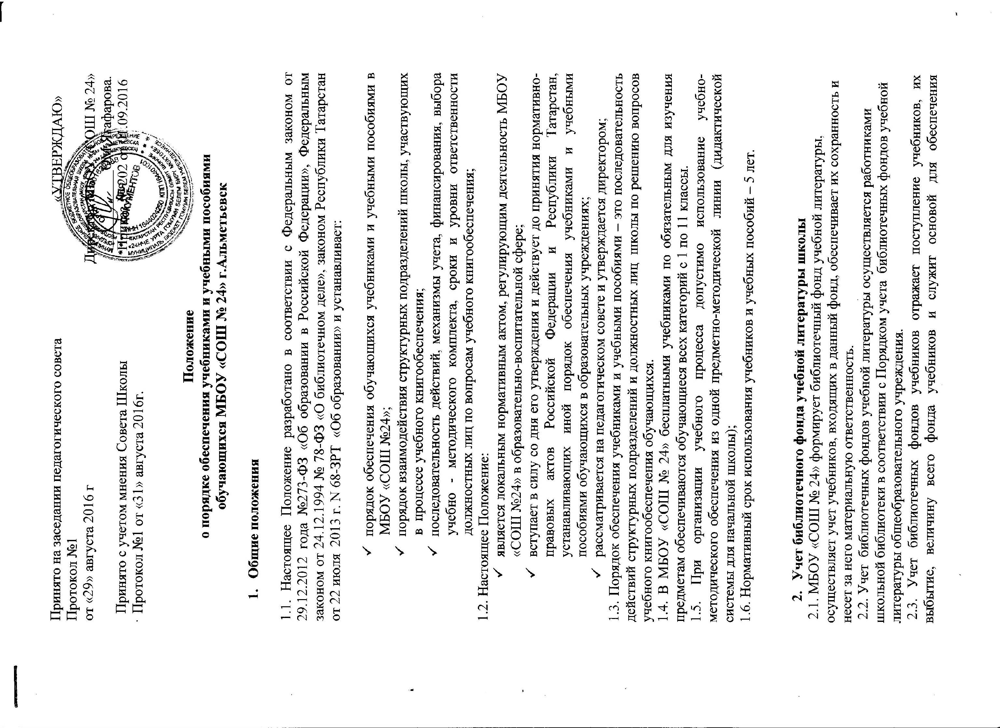 Принято на заседании педагогического совета
Протокол №1
от «29» августа 2016 г
Принято с учетом мнения Совета Школы
Протокол №1 от «31» августа 2016г.
«УТВЕРЖДАЮ»
Директор МБОУ «СОШ № 24»
.09.2016
Положение
о порядке обеспечения учебниками и учебными пособиями
обучающихся МБОУ «СОШ № 24» г.Альметьевск
1. Общие положения
1.1. Настоящее Положение разработано в соответствии с Федеральным законом от
29.12.2012 года №273-ФЗ «Об образовании в Российской Федерации», Федеральным
законом от 24.12.1994 № 78-ФЗ «О библиотечном деле», законом Республики Татарстан
от 22 июля 2013 г. N 68-ЗРТ «Об образовании» и устанавливает:
✓ порядок обеспечения обучающихся учебниками и учебными пособиями в
МБОУ «СОШ №24»;
✓ порядок взаимодействия структурных подразделений школы, участвующих
в процессе учебного книгообеспечения;
✓ последовательность действий, механизмы учета, финансирования, выбора
учебно - методического комплекта, сроки и уровни ответственности
должностных лиц по вопросам учебного книгообеспечения;
1.2. Настоящее Положение:
✓ является локальным нормативным актом, регулирующим деятельность МБОУ
«СОШ №24» в образовательно-воспитательной сфере;
✓ вступает в силу со дня его утверждения и действует до принятия нормативно-
правовых актов Российской Федерации и Республики Татарстан,
устанавливающих иной порядок обеспечения учебниками и учебными
пособиями обучающихся в образовательных учреждениях;
✓ рассматривается на педагогическом совете и утверждается директором;
1.3. Порядок обеспечения учебниками и учебными пособиями – это последовательность
действий структурных подразделений и должностных лиц школы по решению вопросов
учебного книгообеспечения обучающихся.
1.4. В МБОУ «СОШ № 24» бесплатными учебниками по обязательным для изучения
предметам обеспечиваются обучающиеся всех категорий с 1 по 11 классы.
1.5. При организации учебного процесса допустимо использование учебно-
методического обеспечения из одной предметно-методической линии (дидактической
системы для начальной школы);
1.6. Нормативный срок использования учебников и учебных пособий – 5 лет.
2. Учет библиотечного фонда учебной литературы школы
2.1. МБОУ «СОШ № 24» формирует библиотечный фонд учебной литературы,
осуществляет учет учебников, входящих в данный фонд, обеспечивает их сохранность и
несет за него материальную ответственность.
2.2. Учет библиотечных фондов учебной литературы осуществляется работниками
школьной библиотеки в соответствии с Порядком учета библиотечных фондов учебной
литературы общеобразовательного учреждения.
2.3. Учет библиотечных фондов учебников отражает поступление учебников, их
выбытие, величину всего фонда учебников и служит основой для обеспечения